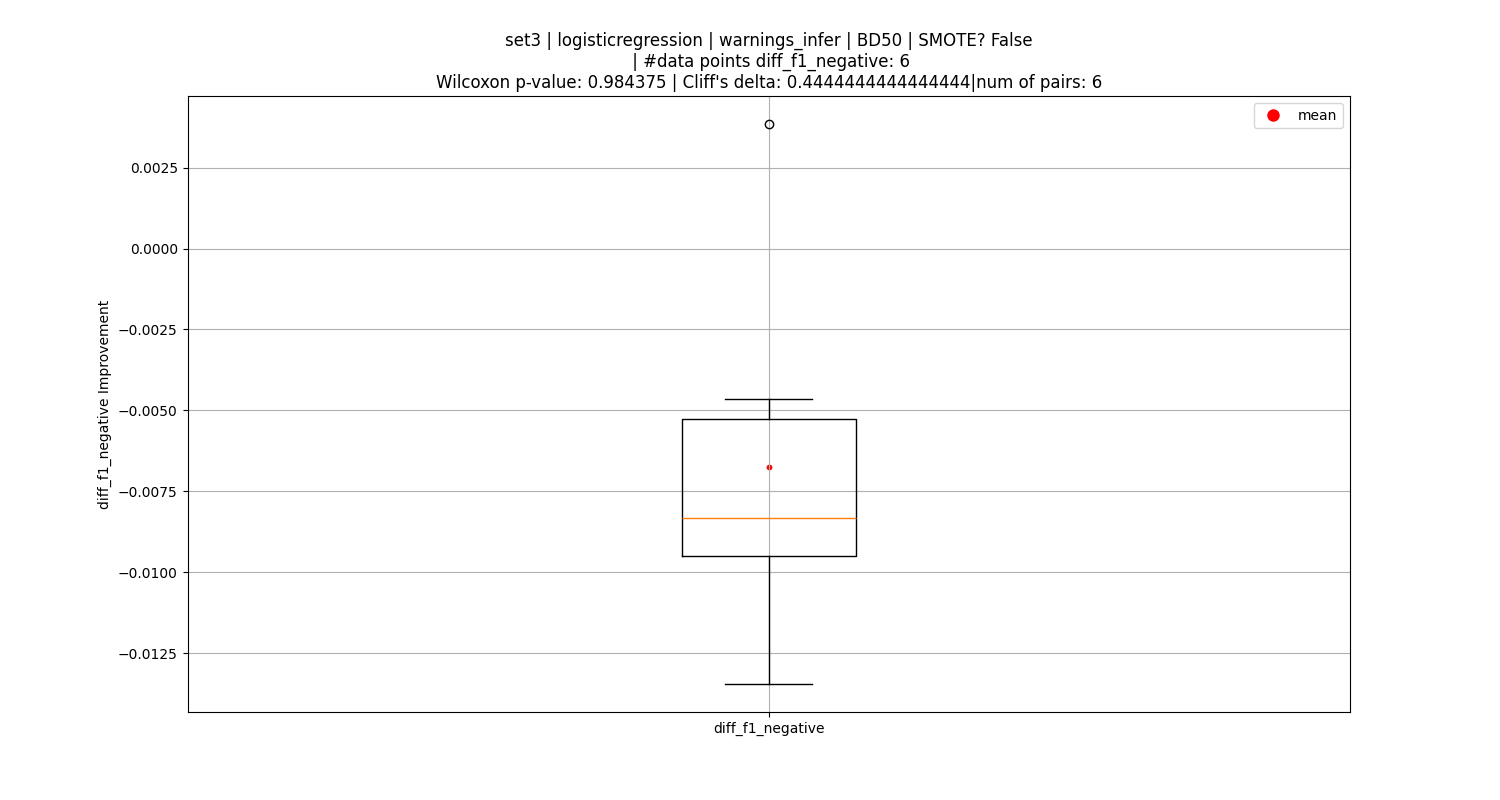 set3 | logisticregression | warnings_infer | BD50 | SMOTE? False
| #data points diff_f1_negative: 6
Wilcoxon p-value: 0.984375 | Cliff's delta: 0.4444444444444444|num of pairs: 6
mean
0.0025
0.0000
−0.0025
−0.0050
−0.0075
−0.0100
−0.0125
diff_f1_negative Improvement
diff_f1_negative